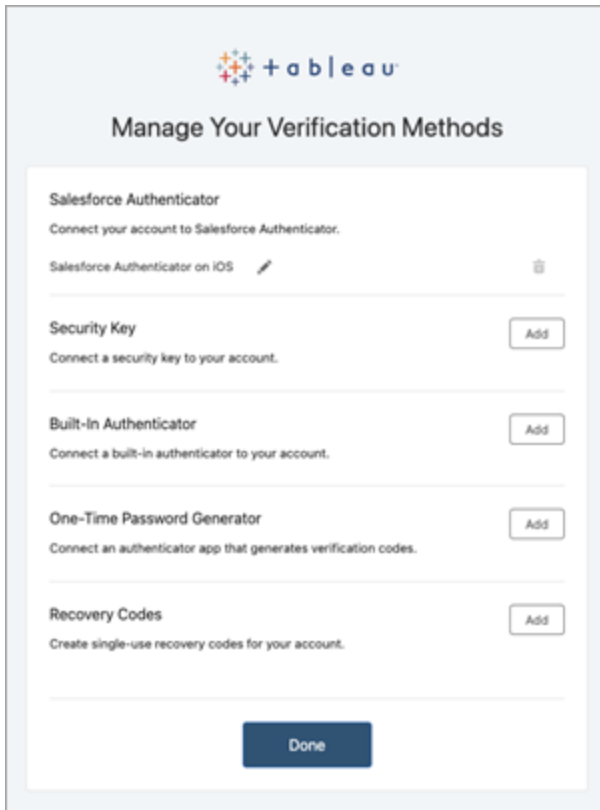 +ableau
Manage Your Verification Methods
Salesforce Authenticator
Connect your account to Salesforce Authenticator.
Salesforce Authenticator on iOS
Security Key
Add
Connect a security key to your account.
Built-In Authenticator
Add
Connect a built-in authenticator to your account.
One-Time Password Generator
Add
Connect an authenticator app that generates verification codes.
Recovery Codes
Add
Create single-use recovery codes for your account.
Done